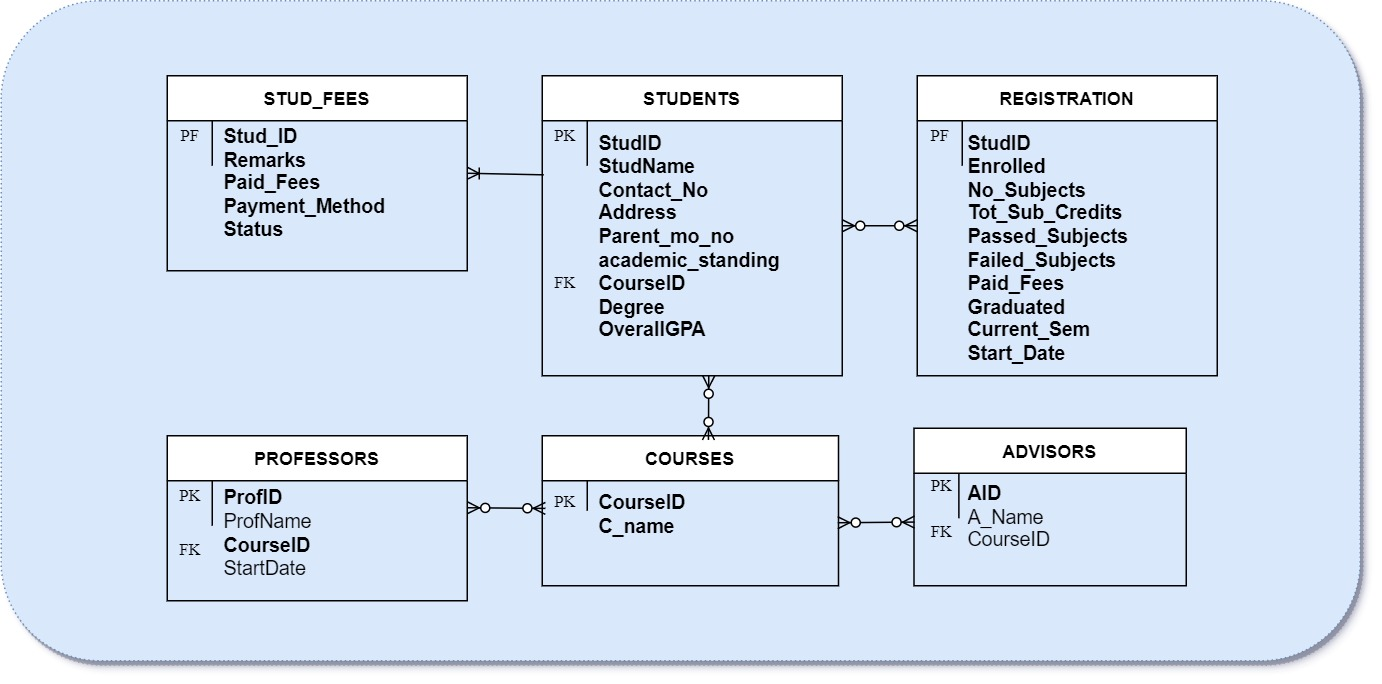 STUD_FEES
PF Stud_ID
Remarks
Paid_Fees
Payment_Method
Status
STUDENTS
PK StudID
StudName
Contact_No
Address
Parent_mo_no
academic_standing
FK CourseID
Degree
OverallGPA
REGISTRATION
PF StudID
Enrolled
No_Subjects
Tot_Sub_Credits
Passed_Subjects
Failed_Subjects
Paid_Fees
Graduated
Current_Sem
Start_Date
PROFESSORS
PK ProfID
ProfName
FK CourseID
StartDate
COURSES
PK CourseID
C_name
ADVISORS
PK AID
A_Name
FK CourseID